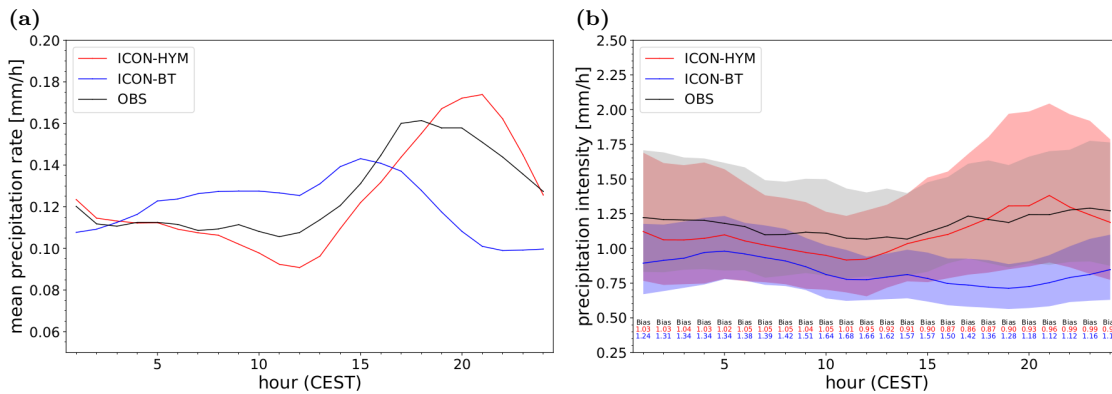 (a)
0.20
0.18
0.16
0.14
0.12
0.10
0.08
0.06
mean precipitation rate [mm/h]
ICON-HYM
ICON-BT
OBS
5
10
15
20
hour (CEST)
(b)
2.50
2.25
2.00
1.75
1.50
1.25
1.00
0.75
0.50
0.25
precipitation intensity [mm/h]
ICON-HYM
ICON-BT
OBS
Bias Bias Bias Bias Bias Bias Bias Bias Bias Bias Bias Bias Bias Bias Bias Bias Bias Bias Bias Bias Bias Bias Bias Bias
1.03 1.03 1.04 1.03 1.02 1.05 1.05 1.05 1.04 1.05 1.01 0.95 0.92 0.91 0.90 0.87 0.86 0.87 0.90 0.93 0.96 0.99 0.99
1.24 1.31 1.34 1.34 1.34 1.38 1.39 1.42 1.51 1.64 1.68 1.66 1.62 1.57 1.57 1.50 1.42 1.36 1.28 1.18 1.12 1.12 1.16
5
10
15
20
hour (CEST)